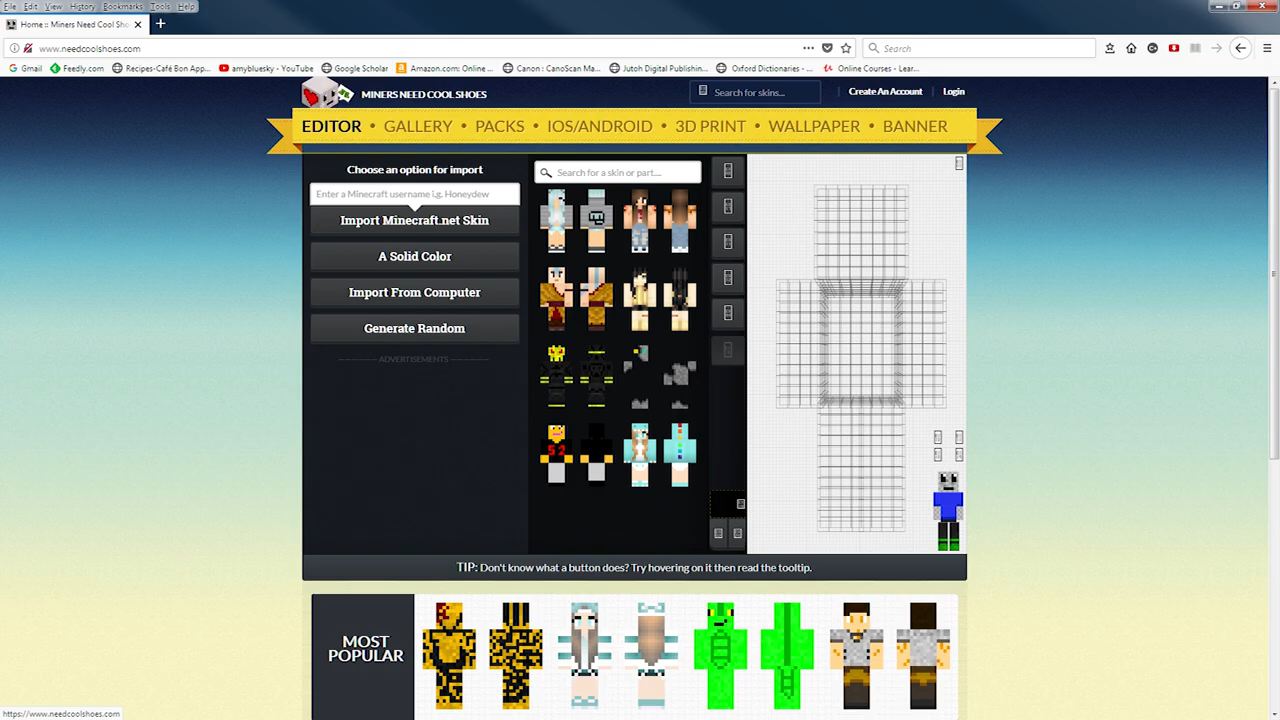 File Edit View History Bookmarks Tools Help
Home :: Miners Need Cool Sho
www.needcoolshoes.com
Search
Gmail Feedly.com Recipes-Café Bon App... amybluesky - YouTube Google Scholar Amazon.com: Online ... Canon : CanoScan Ma... Jutoh Digital Publishin... Oxford Dictionaries - ... Online Courses - Lear...
MINERS NEED COOL SHOES
Search for skins...
Create An Account
Login
EDITOR • GALLERY • PACKS • IOS/ANDROID • 3D PRINT • WALLPAPER • BANNER
Choose an option for import
Search for a skin or part....
Enter a Minecraft username i.g. Honeydew
Import Minecraft.net Skin
A Solid Color
Import From Computer
Generate Random
ADVERTISEMENTS
52
TIP: Don't know what a button does? Try hovering on it then read the tooltip.
MOST
POPULAR
https://www.needcoolshoes.com